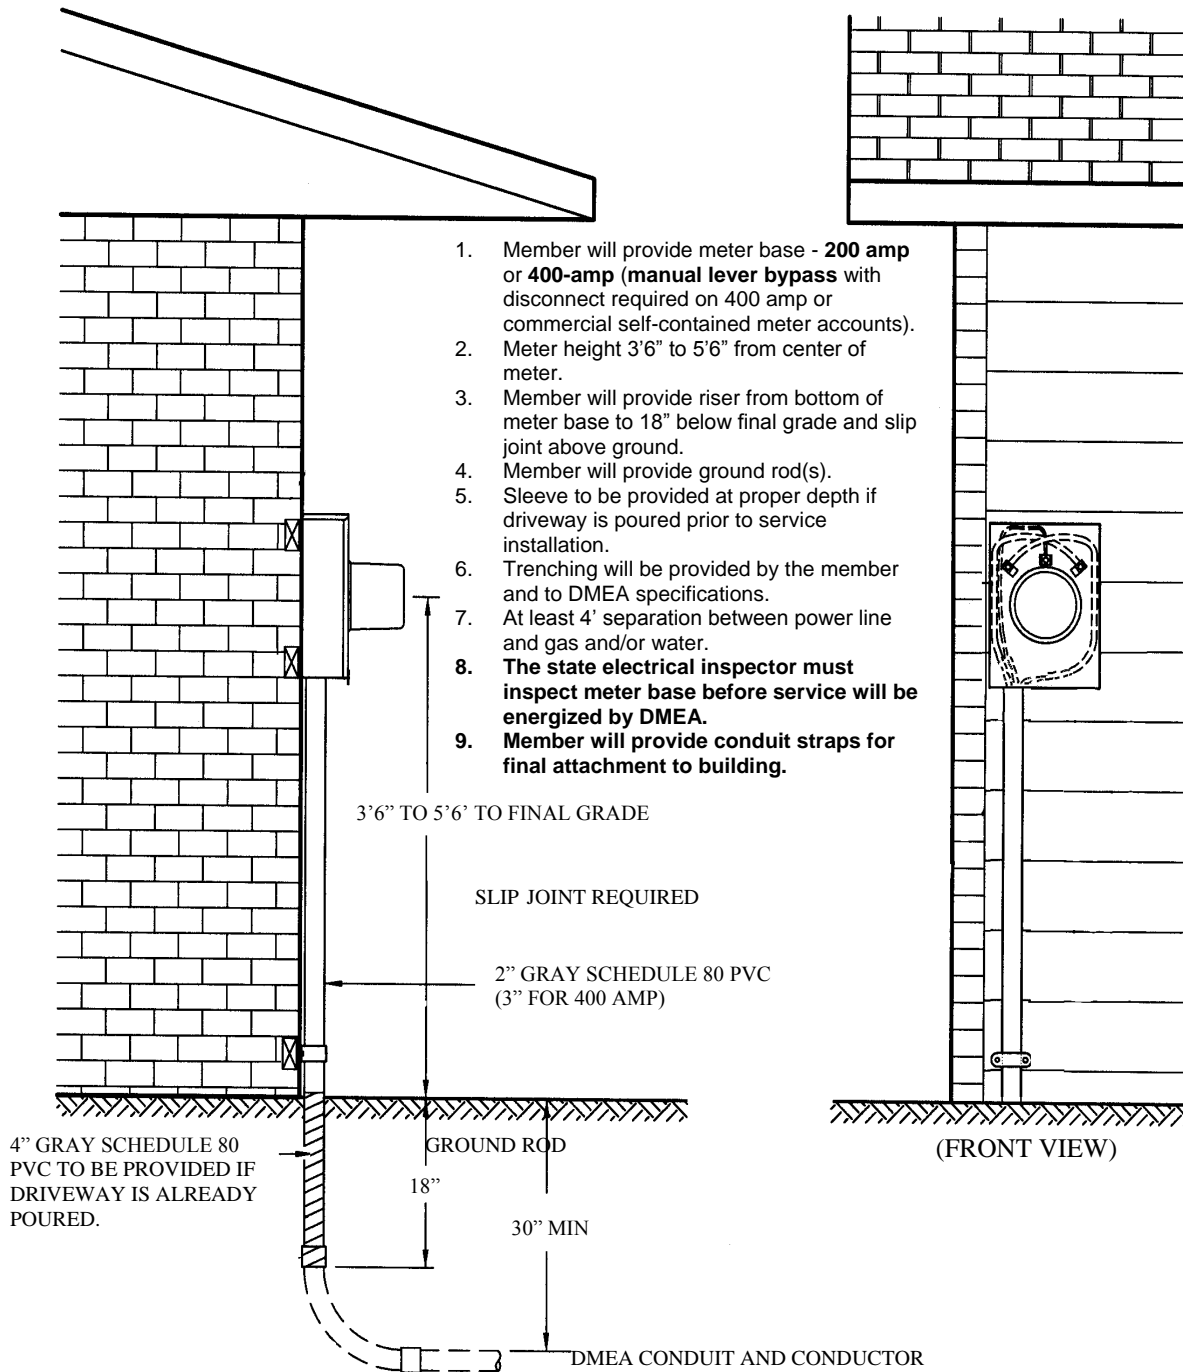 1. Member will provide meter base - 200 amp
or 400-amp (manual lever bypass with
disconnect required on 400 amp or
commercial self-contained meter accounts).
2. Meter height 3’6” to 5’6” from center of
meter.
3. Member will provide riser from bottom of
meter base to 18” below final grade and slip
joint above ground.
4. Member will provide ground rod(s).
5. Sleeve to be provided at proper depth if
driveway is poured prior to service
installation.
6. Trenching will be provided by the member
and to DMEA specifications.
7. At least 4’ separation between power line
and gas and/or water.
8. The state electrical inspector must
inspect meter base before service will be
energized by DMEA.
9. Member will provide conduit straps for
final attachment to building.
3’6” TO 5’6’ TO FINAL GRADE
SLIP JOINT REQUIRED
2” GRAY SCHEDULE 80 PVC
(3” FOR 400 AMP)
4” GRAY SCHEDULE 80
PVC TO BE PROVIDED IF
DRIVEWAY IS ALREADY
POURED.
GROUND ROD
18”
30” MIN
(FRONT VIEW)
DMEA CONDUIT AND CONDUCTOR